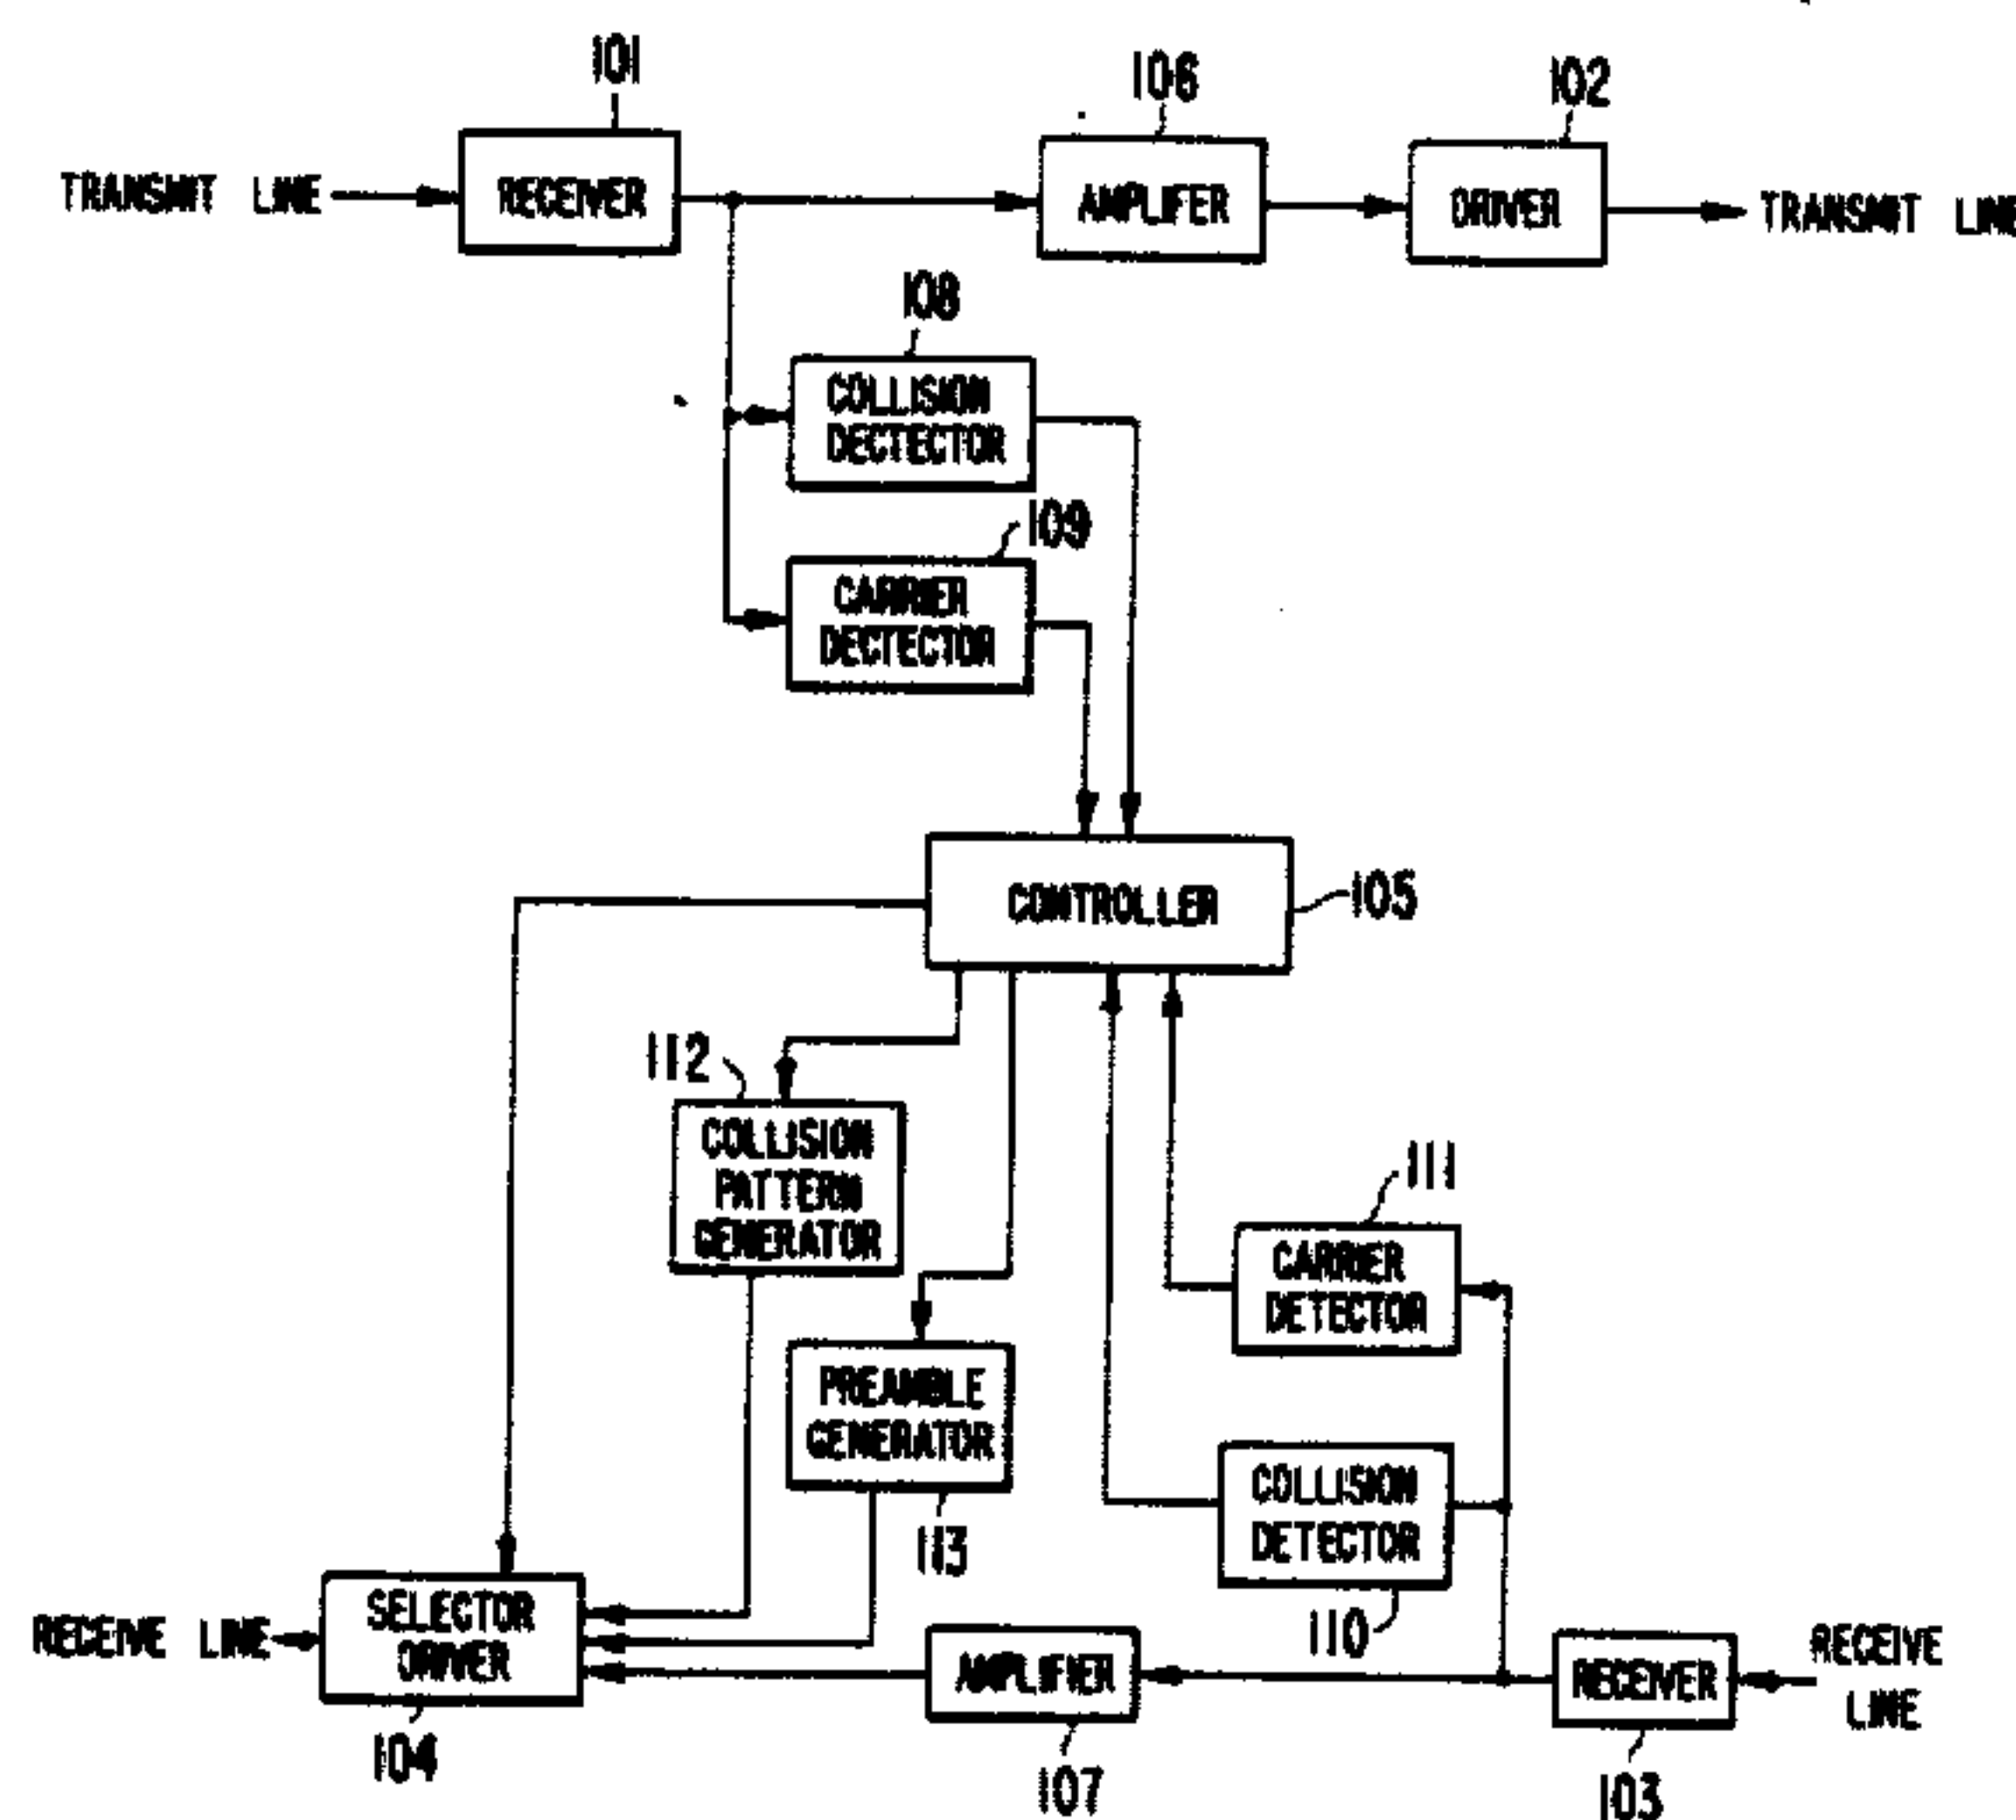 101
106
102
TRANSMIT LINE
RECEIVER
AMPLIFER
DRIVER
TRANSMIT LINE
108
COLLISION
DECTECTOR
109
CARRIER
DECTECTOR
CONTROLLER
105
112
COLLISION
PATTERN
GENERATOR
111
CARRIER
DETECTOR
PREAMBLE
GENERATOR
113
COLLISION
DETECTOR
110
RECEIVE LINE
SELECTOR
DRIVER
104
AMPLIFIER
107
RECEIVER
103
RECEIVE
LINE